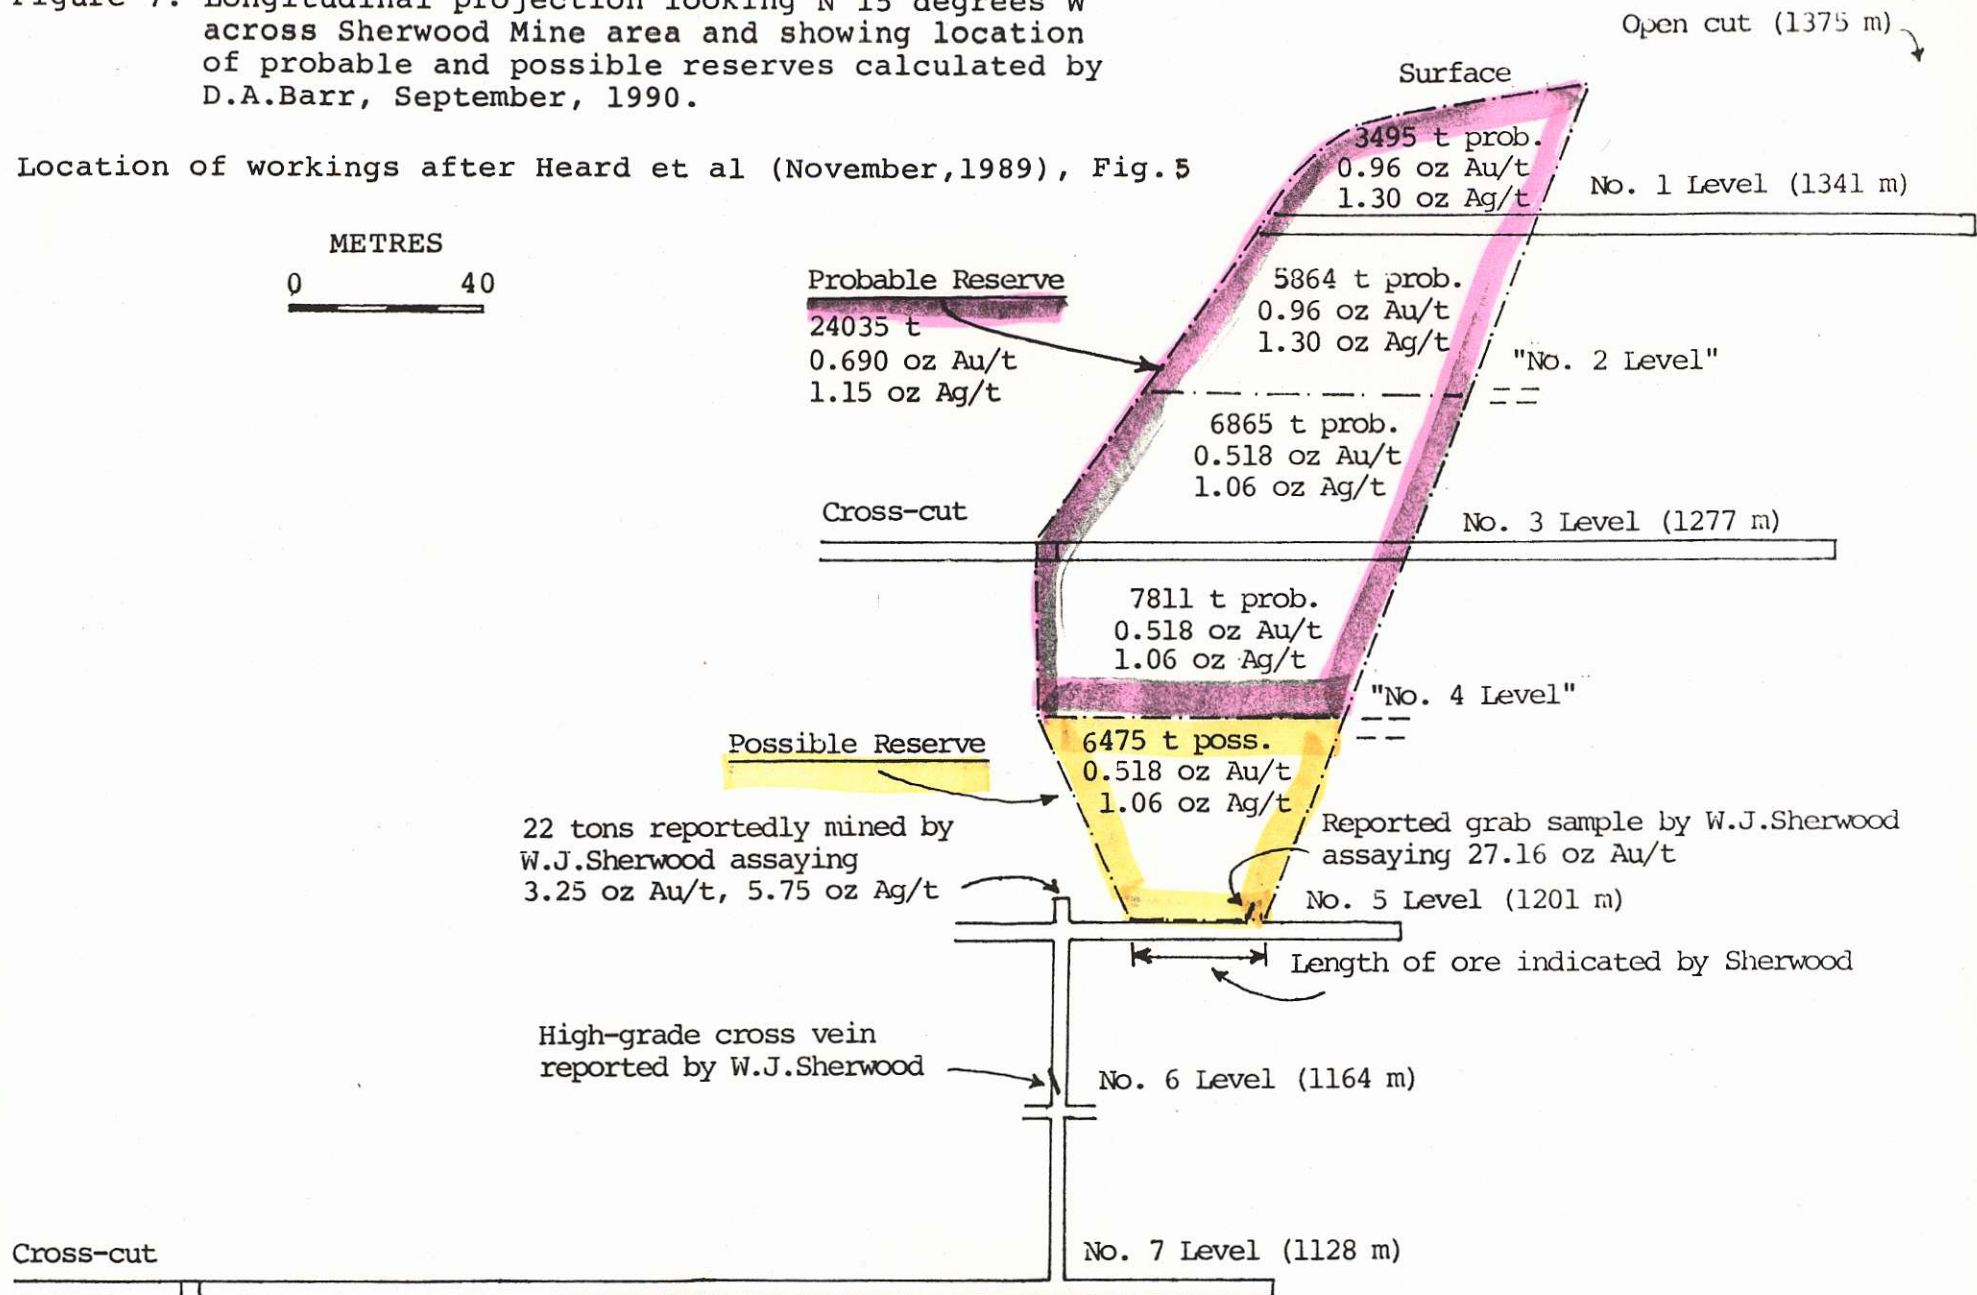 Figure 7. Longitudinal projection looking N 15 degrees W
across Sherwood Mine area and showing location
of probable and possible reserves calculated by
D.A.Barr, September, 1990.
Location of workings after Heard et al (November,1989), Fig.5
METRES
0 40
Open cut (1375 m)
Surface
3495 t prob.
0.96 oz Au/t
1.30 oz Ag/t
No. 1 Level (1341 m)
Probable Reserve
24035 t
0.690 oz Au/t
1.15 oz Ag/t
5864 t prob.
0.96 oz Au/t
1.30 oz Ag/t
"No. 2 Level"
6865 t prob.
0.518 oz Au/t
1.06 oz Ag/t
Cross-cut
No. 3 Level (1277 m)
7811 t prob.
0.518 oz Au/t
1.06 oz Ag/t
"No. 4 Level"
Possible Reserve
6475 t poss.
0.518 oz Au/t
1.06 oz Ag/t
22 tons reportedly mined by
W.J.Sherwood assaying
3.25 oz Au/t, 5.75 oz Ag/t
Reported grab sample by W.J.Sherwood
assaying 27.16 oz Au/t
No. 5 Level (1201 m)
Length of ore indicated by Sherwood
High-grade cross vein
reported by W.J.Sherwood
No. 6 Level (1164 m)
Cross-cut
No. 7 Level (1128 m)